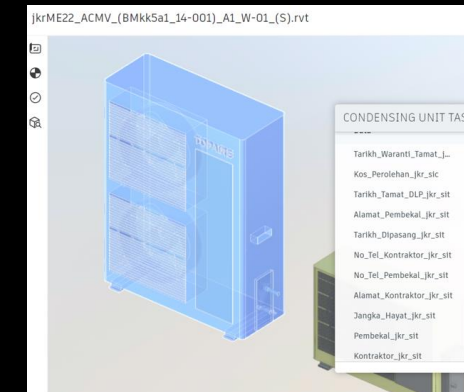 jkrME22_ACMV_(BMkk5a1_14-001)_A1_W-01_(S).rvt
CONDENSING UNIT TAS
Tarikh_Waranti_Tamat_j...
Kos_Perolehan_jkr_sic
Tarikh_Tamat_DLP_jkr_sit
Alamat_Pembekal_jkr_sit
Tarikh_Dipasang_jkr_sit
No_Tel_Kontraktor_jkr_sit
No_Tel_Pembekal_jkr_sit
Alamat_Kontraktor_jkr_sit
Jangka_Hayat_jkr_sit
Pembekal_jkr_sit
Kontraktor_jkr_sit